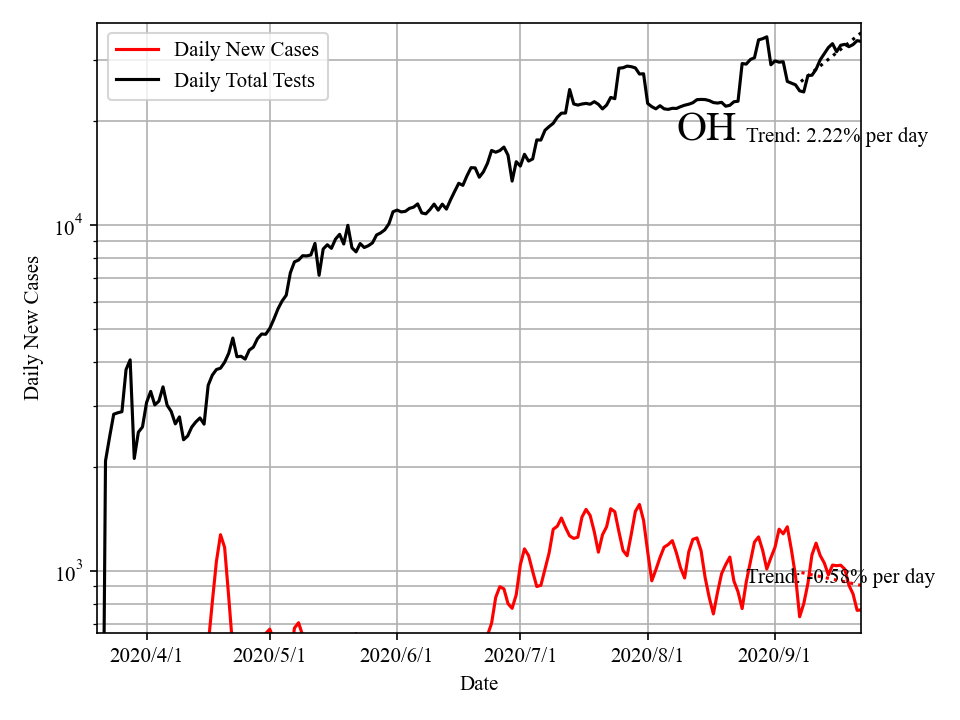 Daily New Cases
Daily Total Tests
OH
Trend: 2.22% per day
10^4
Daily New Cases
10^3
Trend: -0.58% per day
2020/4/1
2020/5/1
2020/6/1
2020/7/1
2020/8/1
2020/9/1
Date